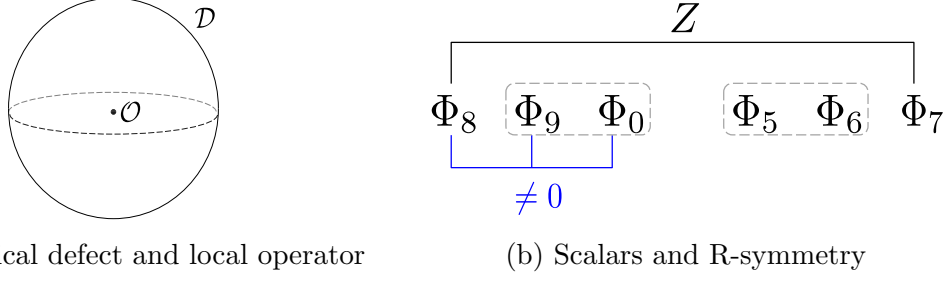 𝒟
𝒪
Z
Φ₈ Φ₉ Φ₀ Φ₅ Φ₆ Φ₇
≠ 0
cal defect and local operator
(b) Scalars and R-symmetry